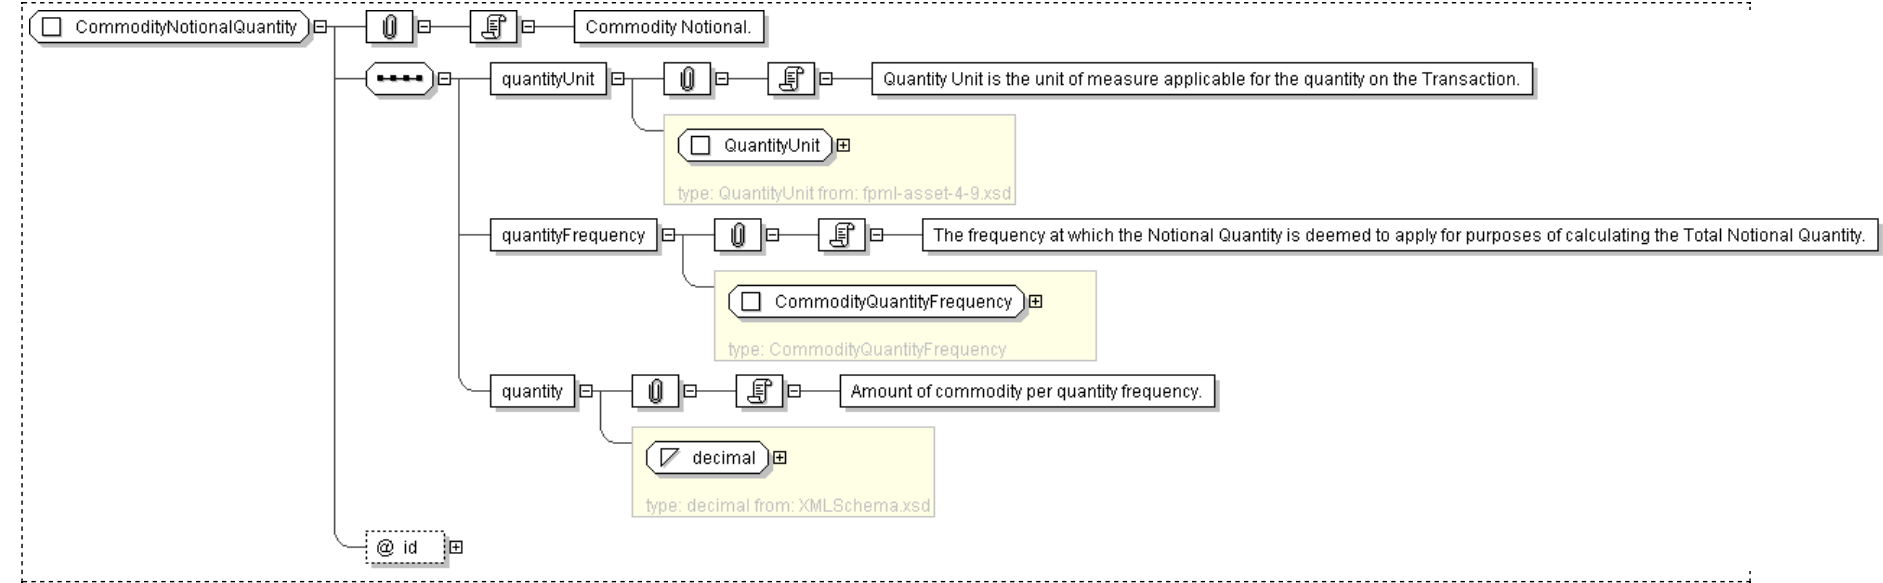 CommodityNotionalQuantity
Commodity Notional.
quantityUnit
Quantity Unit is the unit of measure applicable for the quantity on the Transaction.
QuantityUnit
type: QuantityUnit from: fpml-asset-4-9.xsd
quantityFrequency
The frequency at which the Notional Quantity is deemed to apply for purposes of calculating the Total Notional Quantity.
CommodityQuantityFrequency
type: CommodityQuantityFrequency
quantity
Amount of commodity per quantity frequency.
decimal
type: decimal from: XMLSchema.xsd
@ id